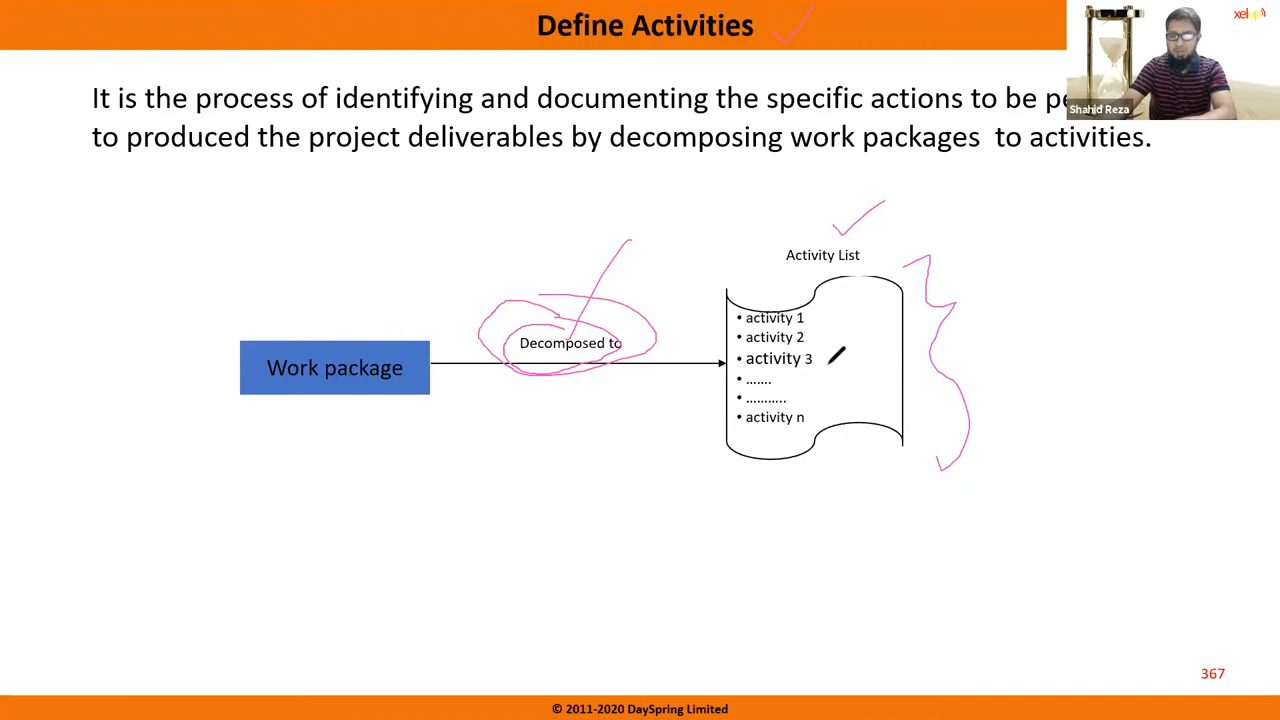 Define Activities
xelup
Shahid Reza
It is the process of identifying and documenting the specific actions to be
to produced the project deliverables by decomposing work packages to activities.
Activity List
• activity 1
• activity 2
• activity 3
• .......
• ...........
• activity n
Decomposed to
Work package
367
© 2011-2020 DaySpring Limited